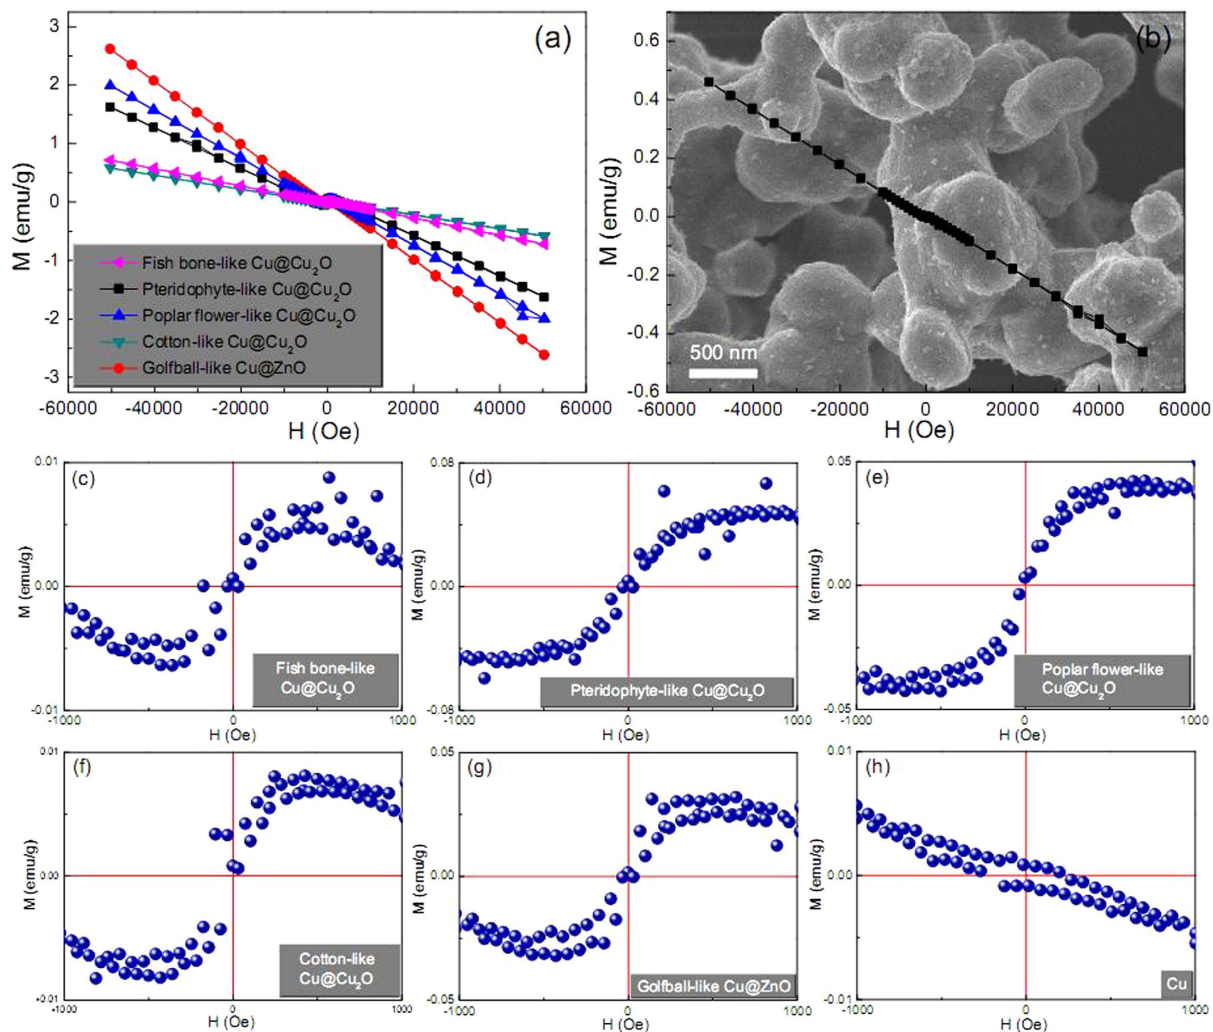 (a)
M (emu/g)
3
2
1
0
-1
-2
-3
Fish bone-like Cu@Cu₂O
Pteridophyte-like Cu@Cu₂O
Poplar flower-like Cu@Cu₂O
Cotton-like Cu@Cu₂O
Golfball-like Cu@ZnO
-60000 -40000 -20000 0 20000 40000 60000
H (Oe)
(b)
M (emu/g)
0.6
0.4
0.2
0.0
-0.2
-0.4
-0.6
500 nm
-60000 -40000 -20000 0 20000 40000 60000
H (Oe)
(c)
M (emu/g)
0.01
0.00
-0.01
Fish bone-like
Cu@Cu₂O
-1000 0 1000
H (Oe)
(d)
M (emu/g)
0.08
0.00
-0.08
Pteridophyte-like Cu@Cu₂O
-1000 0 1000
H (Oe)
(e)
M (emu/g)
0.05
0.00
-0.05
Poplar flower-like
Cu@Cu₂O
-1000 0 1000
H (Oe)
(f)
M (emu/g)
0.01
0.00
-0.01
Cotton-like
Cu@Cu₂O
-1000 0 1000
H (Oe)
(g)
M (emu/g)
0.05
0.00
-0.05
Golfball-like Cu@ZnO
-1000 0 1000
H (Oe)
(h)
M (emu/g)
0.01
0.00
-0.01
Cu
-1000 0 1000
H (Oe)